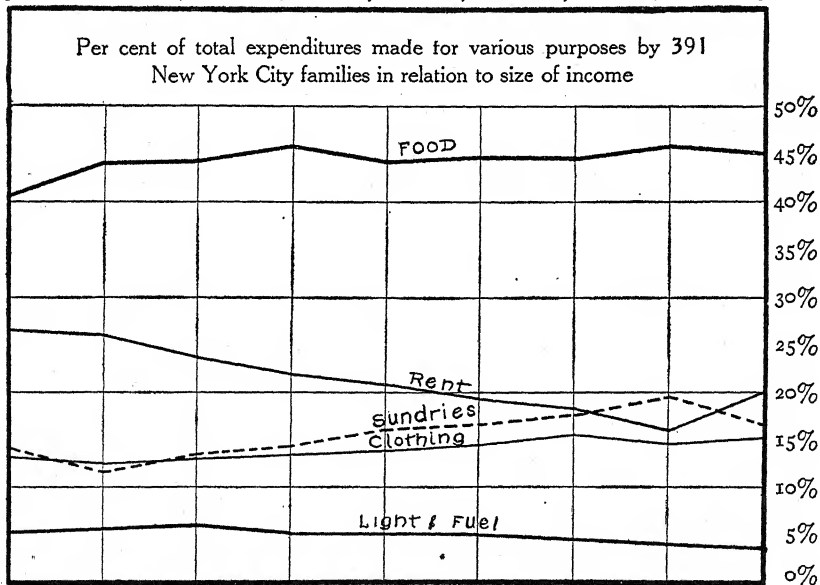 Per cent of total expenditures made for various purposes by 391
New York City families in relation to size of income
50%
FOOD
45%
40%
35%
30%
25%
Rent
20%
Sundries
Clothing
15%
10%
Light & Fuel
5%
0%